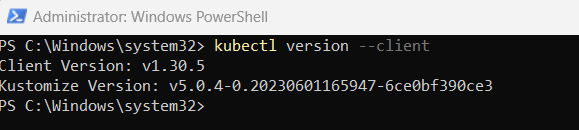 Administrator: Windows PowerShell
PS C:\Windows\system32> kubectl version --client
Client Version: v1.30.5
Kustomize Version: v5.0.4-0.20230601165947-6ce0bf390ce3
PS C:\Windows\system32>